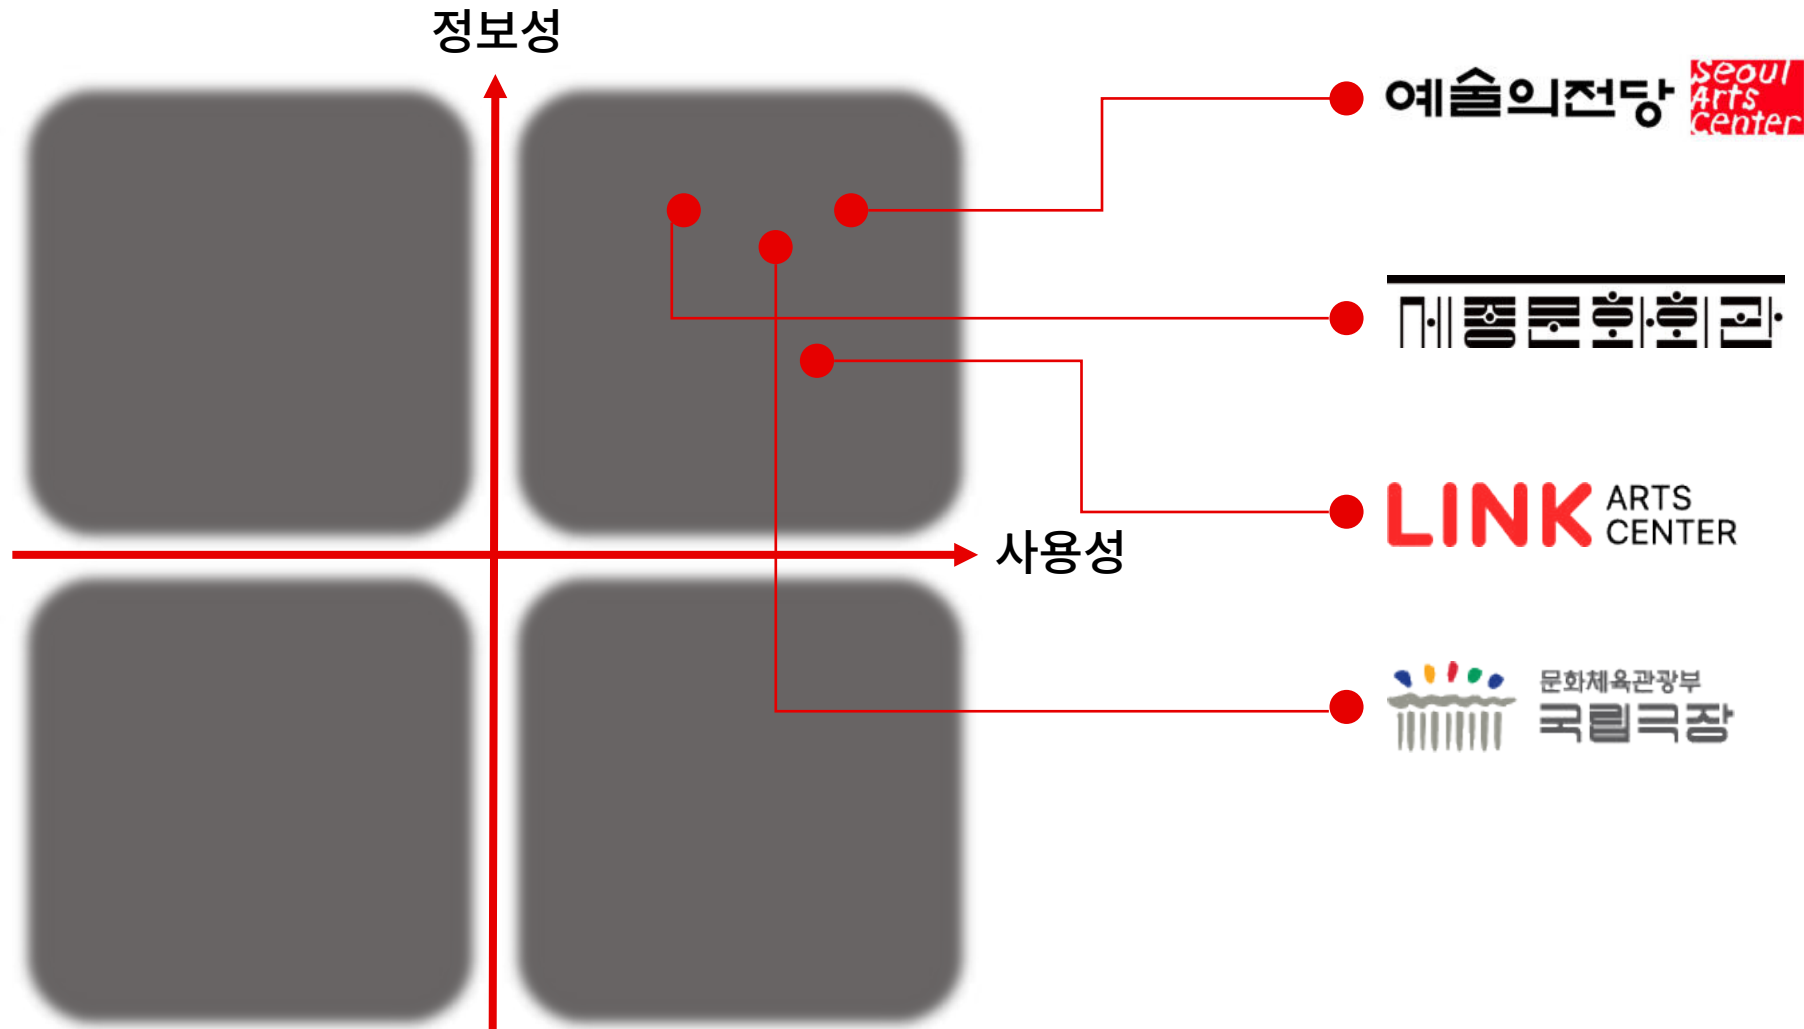 정보성
예술의전당
Seoul
Arts
Center
세종문화회관
LINK ARTS
CENTER
사용성
문화체육관광부
국립극장